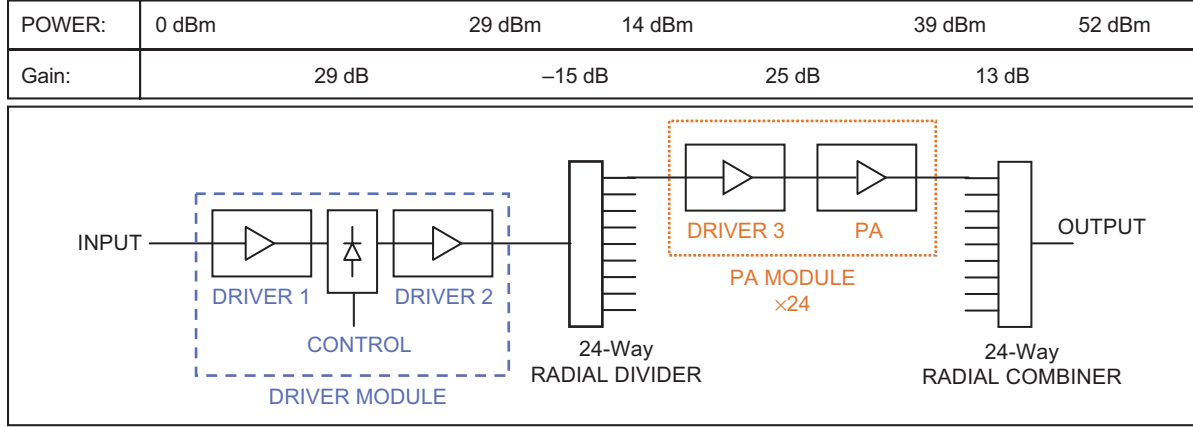 POWER: 0 dBm 29 dBm 14 dBm 39 dBm 52 dBm
Gain: 29 dB –15 dB 25 dB 13 dB
INPUT
DRIVER 1
DRIVER 2
CONTROL
DRIVER MODULE
24-Way
RADIAL DIVIDER
DRIVER 3
PA
PA MODULE
×24
24-Way
RADIAL COMBINER
OUTPUT